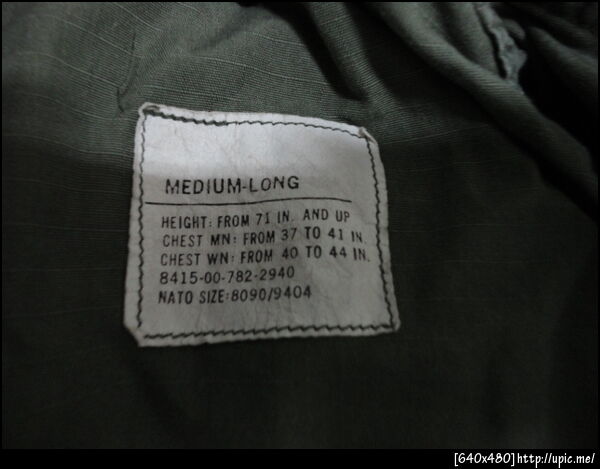 MEDIUM-LONG
HEIGHT: FROM 71 IN. AND UP
CHEST MN: FROM 37 TO 41 IN.
CHEST WN: FROM 40 TO 44 IN.
8415-00-782-2940
NATO SIZE:8090/9404
[640x480]http://upic.me/